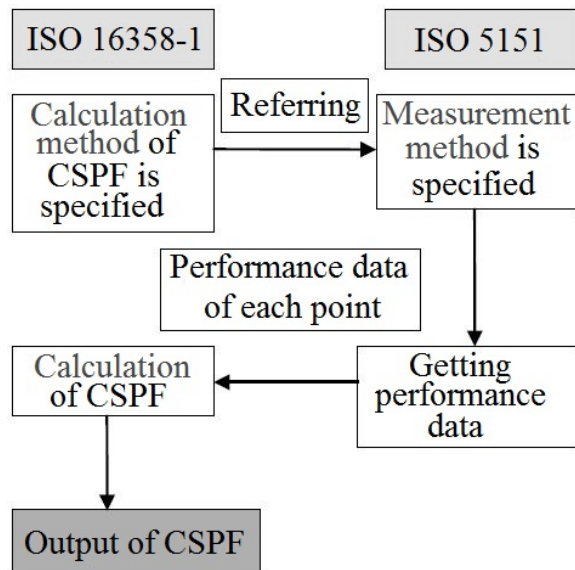 ISO 16358-1
ISO 5151
Calculation
method of
CSPF is
specified
Referring
Measurement
method is
specified
Performance data
of each point
Getting
performance
data
Calculation
of CSPF
Output of CSPF